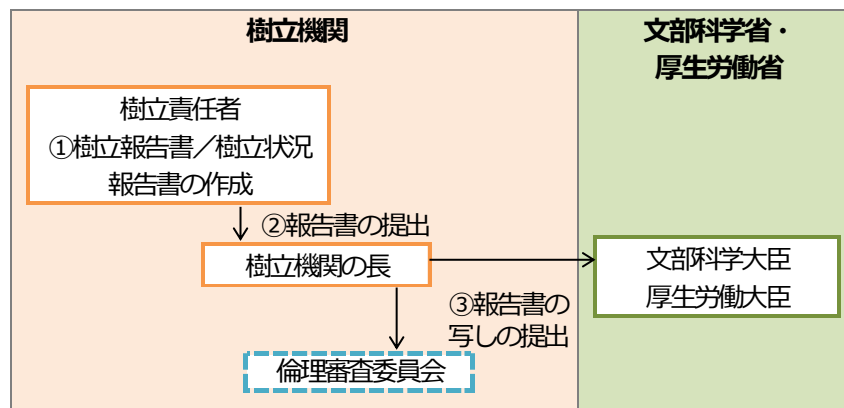 樹立機関
文部科学省・
厚生労働省
樹立責任者
①樹立報告書／樹立状況
報告書の作成
②報告書の提出
樹立機関の長
文部科学大臣
厚生労働大臣
③報告書の
写しの提出
倫理審査委員会